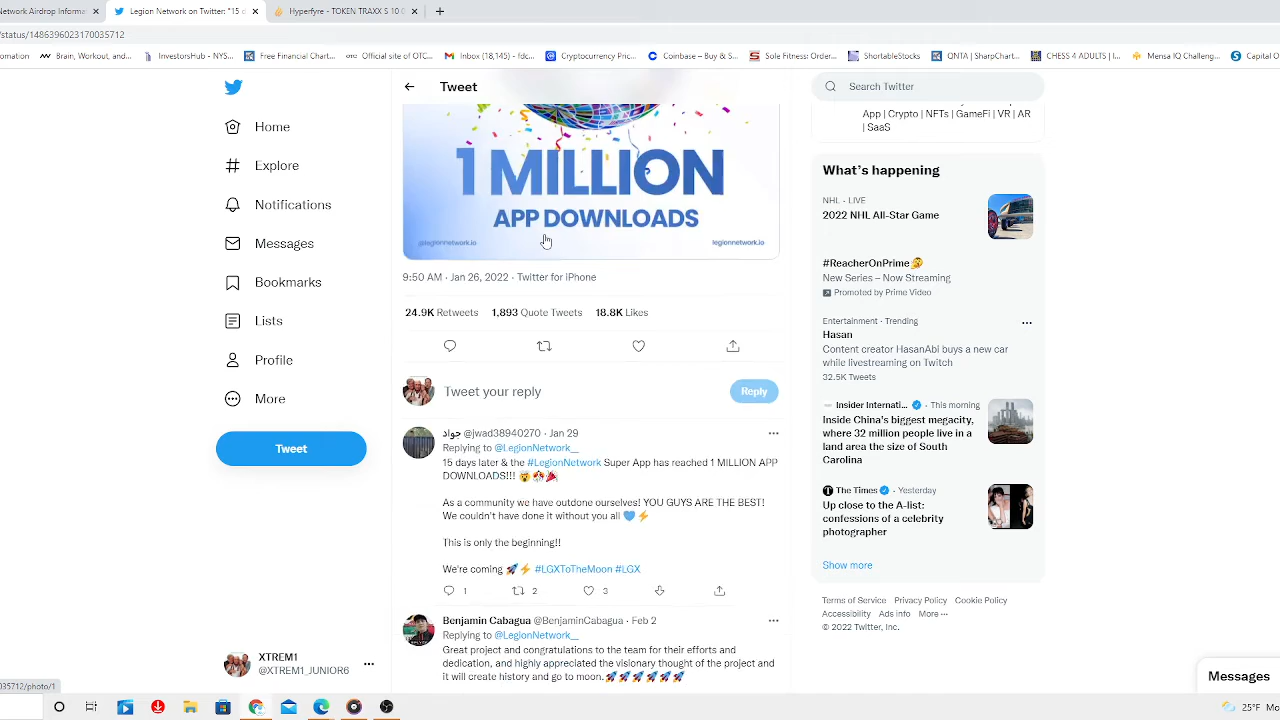 Network Airdrop Informa
Legion Network on Twitter: "15 d
Hyperfyre - TOKEN TRAXX S 10 0
/status/1486396023170035712
omation
Brain, Workout, and...
InvestorsHub - NYS...
Free Financial Chart...
Official site of OTC...
Inbox (18,145) - fdc...
Cryptocurrency Pric...
Coinbase – Buy & S...
Sole Fitness: Order...
ShortableStocks
QNTA | SharpChart...
CHESS 4 ADULTS | I...
Mensa IQ Challeng...
Capital O
Home
Explore
Notifications
Messages
Bookmarks
Lists
Profile
More
Tweet
XTREM1
@XTREM1_JUNIOR6
35712/photo/1
Tweet
1 MILLION
APP DOWNLOADS
@legionnetwork.io
legionnetwork.io
9:50 AM · Jan 26, 2022 · Twitter for iPhone
24.9K Retweets 1,893 Quote Tweets 18.8K Likes
Tweet your reply
Reply
جواد @jwad38940270 · Jan 29
Replying to @LegionNetwork__
15 days later & the #LegionNetwork Super App has reached 1 MILLION APP
DOWNLOADS!!! 🤯🎊🎉
As a community we have outdone ourselves! YOU GUYS ARE THE BEST!
We couldn't have done it without you all 💙⚡
This is only the beginning!!
We're coming 🚀⚡ #LGXToTheMoon #LGX
1 2 3
Benjamin Cabagua @BenjaminCabagua · Feb 2
Replying to @LegionNetwork__
Great project and congratulations to the team for their efforts and
dedication, and highly appreciated the visionary thought of the project and
it will create history and go to moon.🚀🚀🚀🚀🚀🚀
Search Twitter
App | Crypto | NFTs | GameFi | VR | AR
| SaaS
What's happening
NHL · LIVE
2022 NHL All-Star Game
#ReacherOnPrime
New Series – Now Streaming
Promoted by Prime Video
Entertainment · Trending
Hasan
Content creator HasanAbi buys a new car
while livestreaming on Twitch
32.5K Tweets
Insider Internati... · This morning
Inside China's biggest megacity,
where 32 million people live in a
land area the size of South
Carolina
The Times · Yesterday
Up close to the A-list:
confessions of a celebrity
photographer
Show more
Terms of Service Privacy Policy Cookie Policy
Accessibility Ads info More ···
© 2022 Twitter, Inc.
Messages
25°F Mo